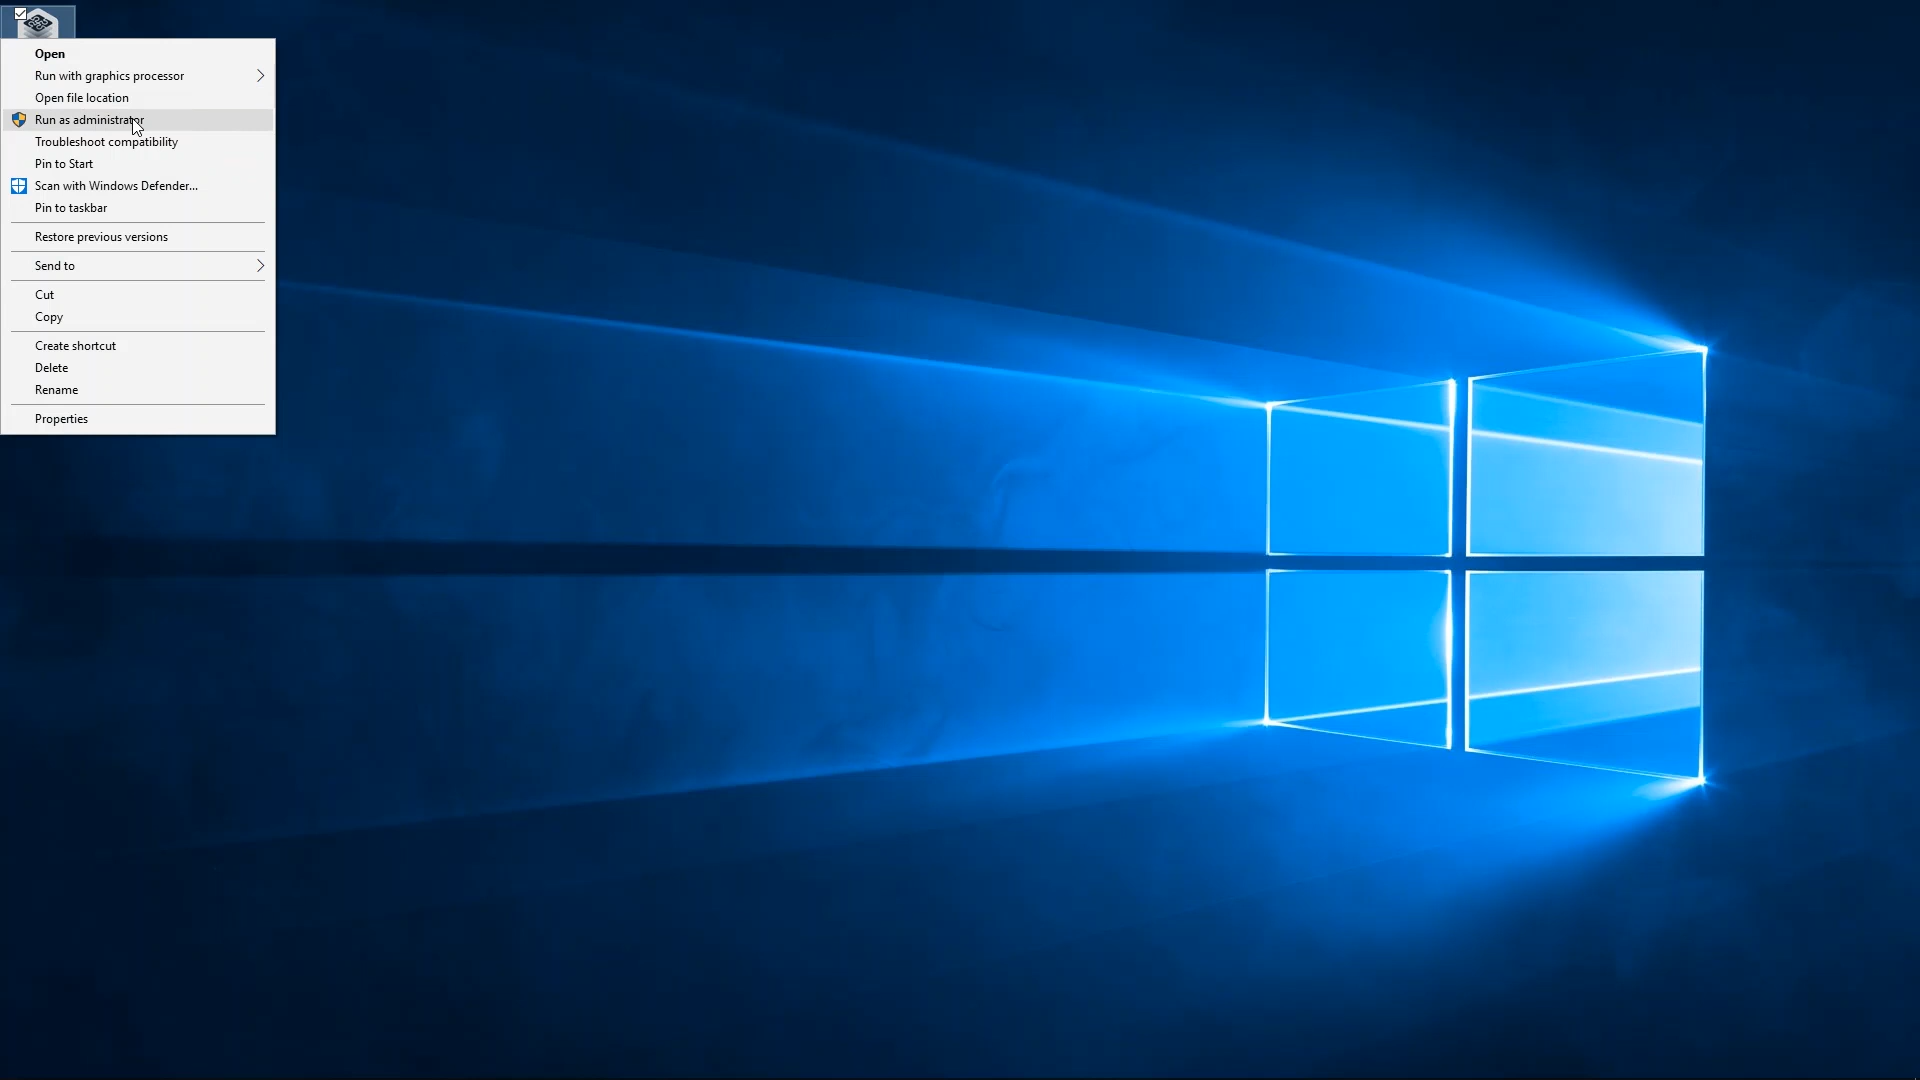 Open
Run with graphics processor
Open file location
Run as administrator
Troubleshoot compatibility
Pin to Start
Scan with Windows Defender...
Pin to taskbar
Restore previous versions
Send to
Cut
Copy
Create shortcut
Delete
Rename
Properties